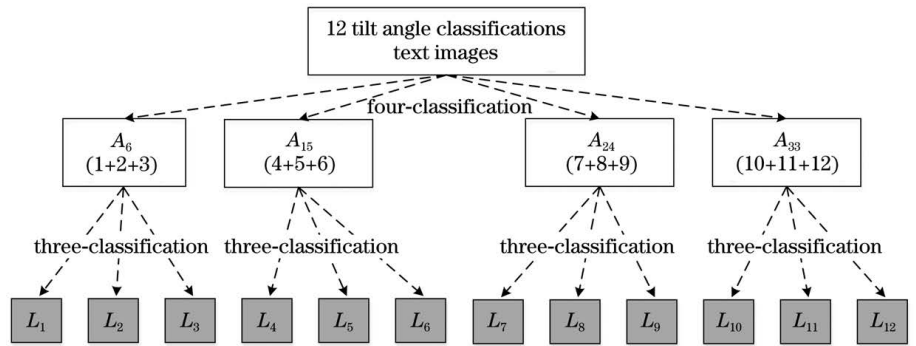 12 tilt angle classifications
text images
four-classification
A₆
(1+2+3)
A₁₅
(4+5+6)
A₂₄
(7+8+9)
A₃₃
(10+11+12)
three-classification
three-classification
three-classification
three-classification
L₁
L₂
L₃
L₄
L₅
L₆
L₇
L₈
L₉
L₁₀
L₁₁
L₁₂